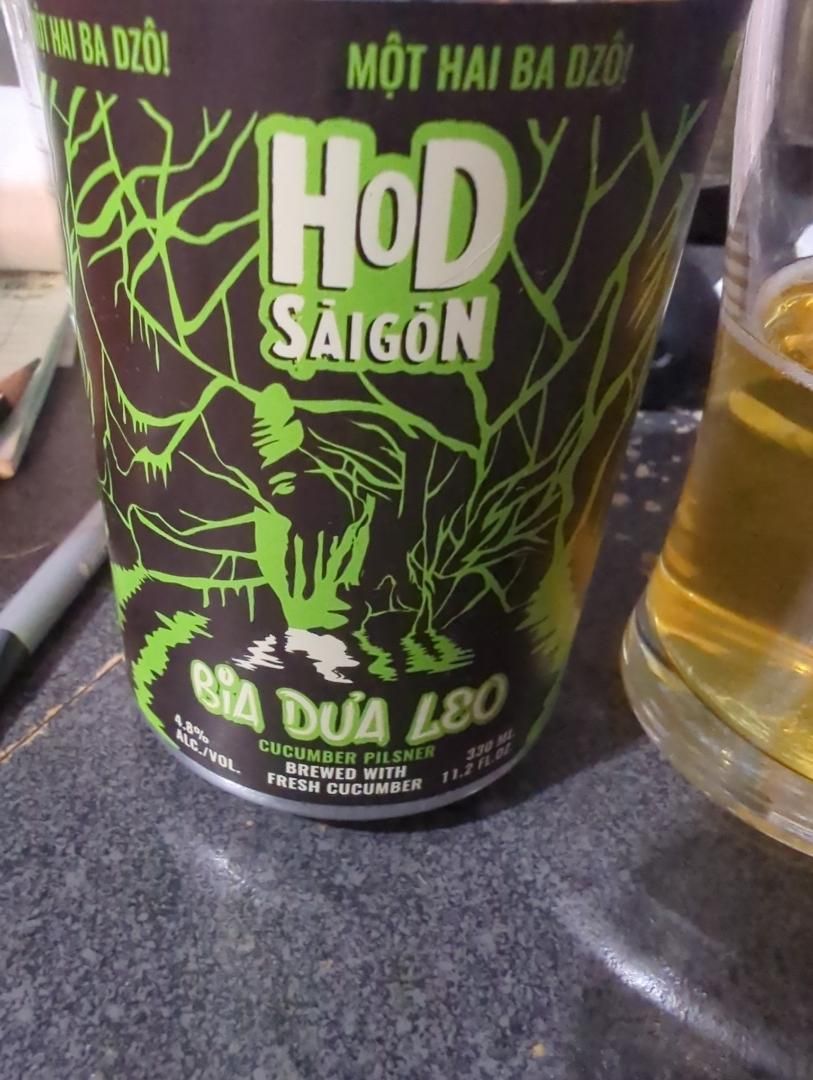 MỘT HAI BA DZÔ!
MỘT HAI BA DZÔ!
HOD
SÀIGÒN
BIA DƯA LEO
4.8%
ALC./VOL.
CUCUMBER PILSNER
BREWED WITH
FRESH CUCUMBER
330 ML
11.2 FL.OZ